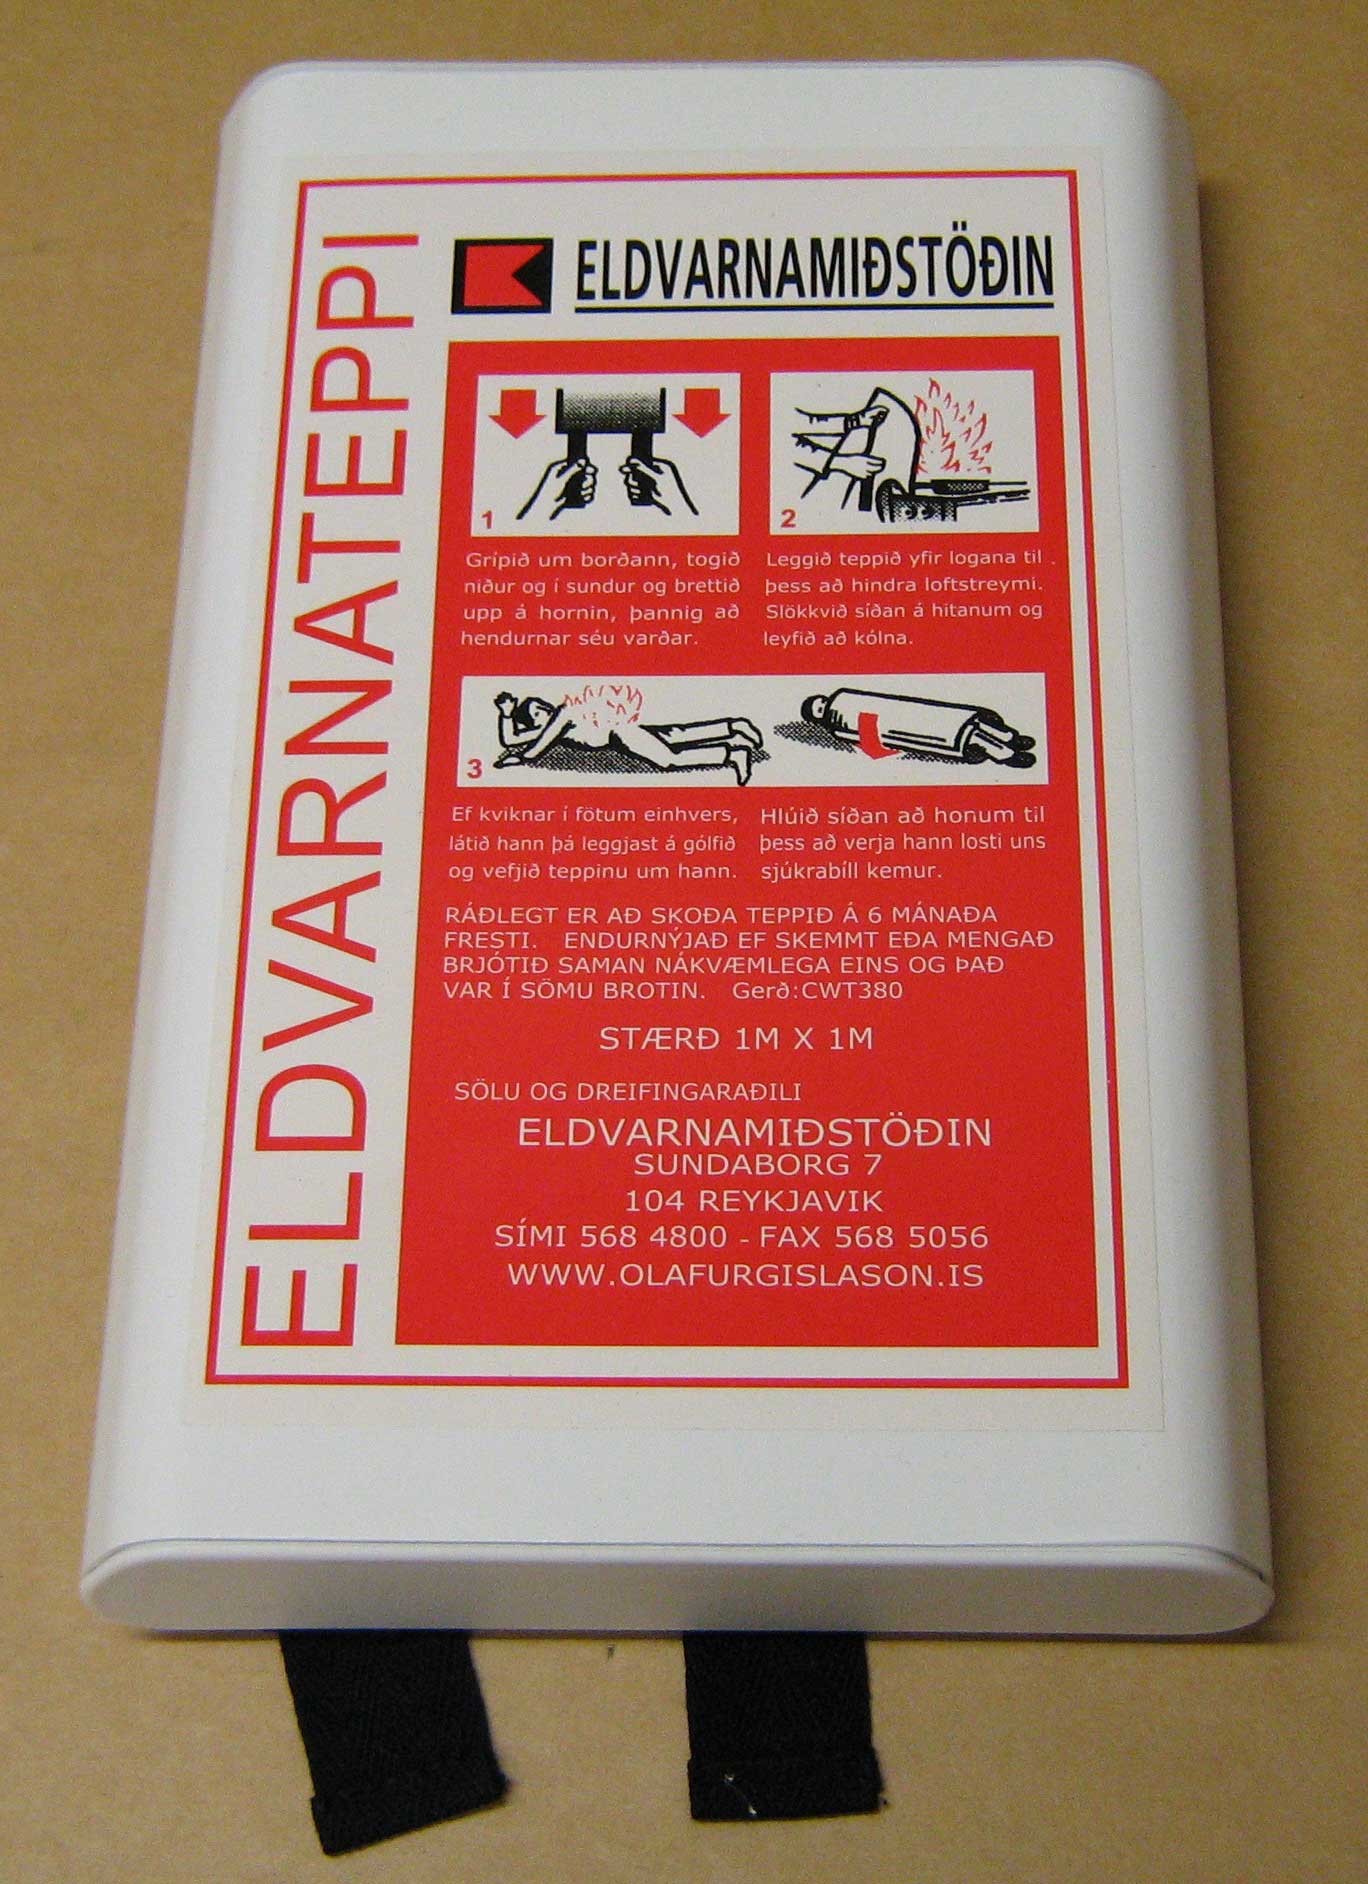 ELDVARNATEPPI
ELDVARNAMIÐSTÖÐIN
1
Grípið um borðann, togið
niður og í sundur og brettið
upp á hornin, þannig að
hendurnar séu varðar.
2
Leggið teppið yfir logana til
þess að hindra loftstreymi.
Slökkvið síðan á hitanum og
leyfið að kólna.
3
Ef kviknar í fötum einhvers,
látið hann þá leggjast á gólfið
og vefjið teppinu um hann.
Hlúið síðan að honum til
þess að verja hann losti uns
sjúkrabíll kemur.
RÁÐLEGT ER AÐ SKOÐA TEPPIÐ Á 6 MÁNAÐA
FRESTI. ENDURNÝJAÐ EF SKEMMT EÐA MENGAÐ
BRJÓTIÐ SAMAN NÁKVÆMLEGA EINS OG ÞAÐ
VAR Í SÖMU BROTIN. Gerð:CWT380
STÆRÐ 1M X 1M
SÖLU OG DREIFINGARAÐILI
ELDVARNAMIÐSTÖÐIN
SUNDABORG 7
104 REYKJAVIK
SÍMI 568 4800 - FAX 568 5056
WWW.OLAFURGISLASON.IS